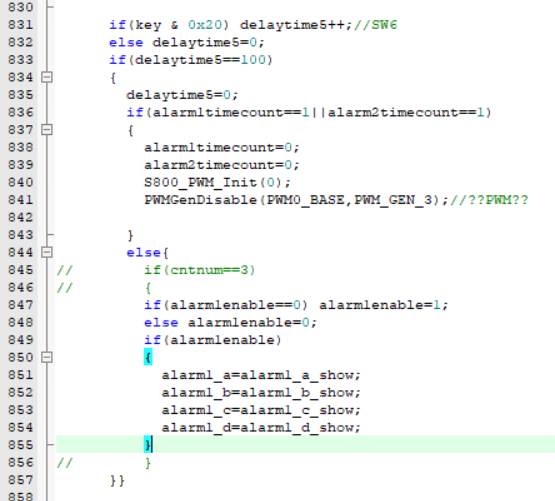 830
831 if(key & 0x20) delaytime5++;//SW6
832 else delaytime5=0;
833 if(delaytime5==100)
834 {
835 delaytime5=0;
836 if(alarm1timecount==1||alarm2timecount==1)
837 {
838 alarm1timecount=0;
839 alarm2timecount=0;
840 S800_PWM_Init(0);
841 PWMGenDisable(PWM0_BASE,PWM_GEN_3);//??PWM??
842
843 }
844 else{
845 // if(cntnum==3)
846 // {
847 if(alarm1enable==0) alarm1enable=1;
848 else alarm1enable=0;
849 if(alarm1enable)
850 {
851 alarm1_a=alarm1_a_show;
852 alarm1_b=alarm1_b_show;
853 alarm1_c=alarm1_c_show;
854 alarm1_d=alarm1_d_show;
855 }
856 // }
857 }}
858